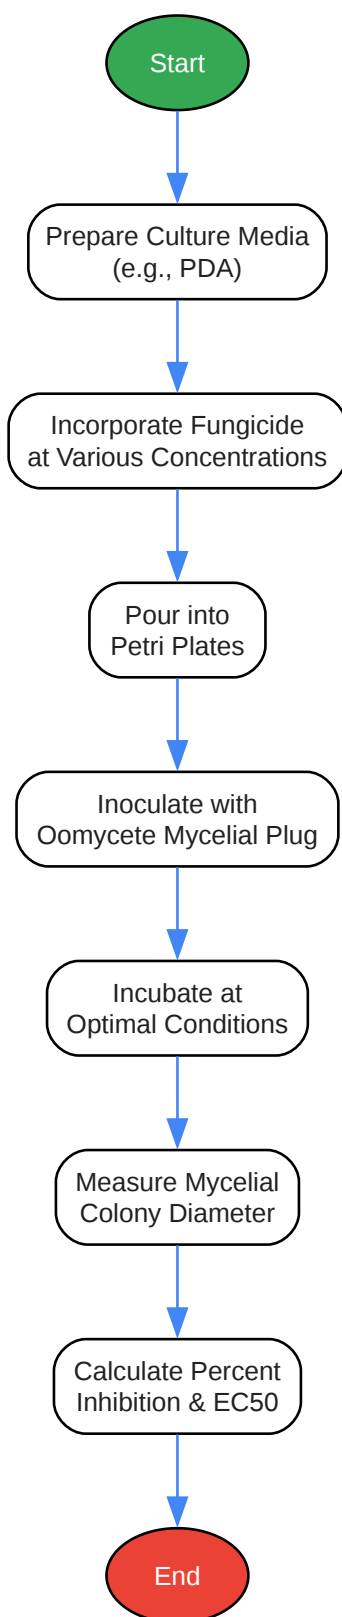 Start
Prepare Culture Media
(e.g., PDA)
Incorporate Fungicide
at Various Concentrations
Pour into
Petri Plates
Inoculate with
Oomycete Mycelial Plug
Incubate at
Optimal Conditions
Measure Mycelial
Colony Diameter
Calculate Percent
Inhibition & EC50
End